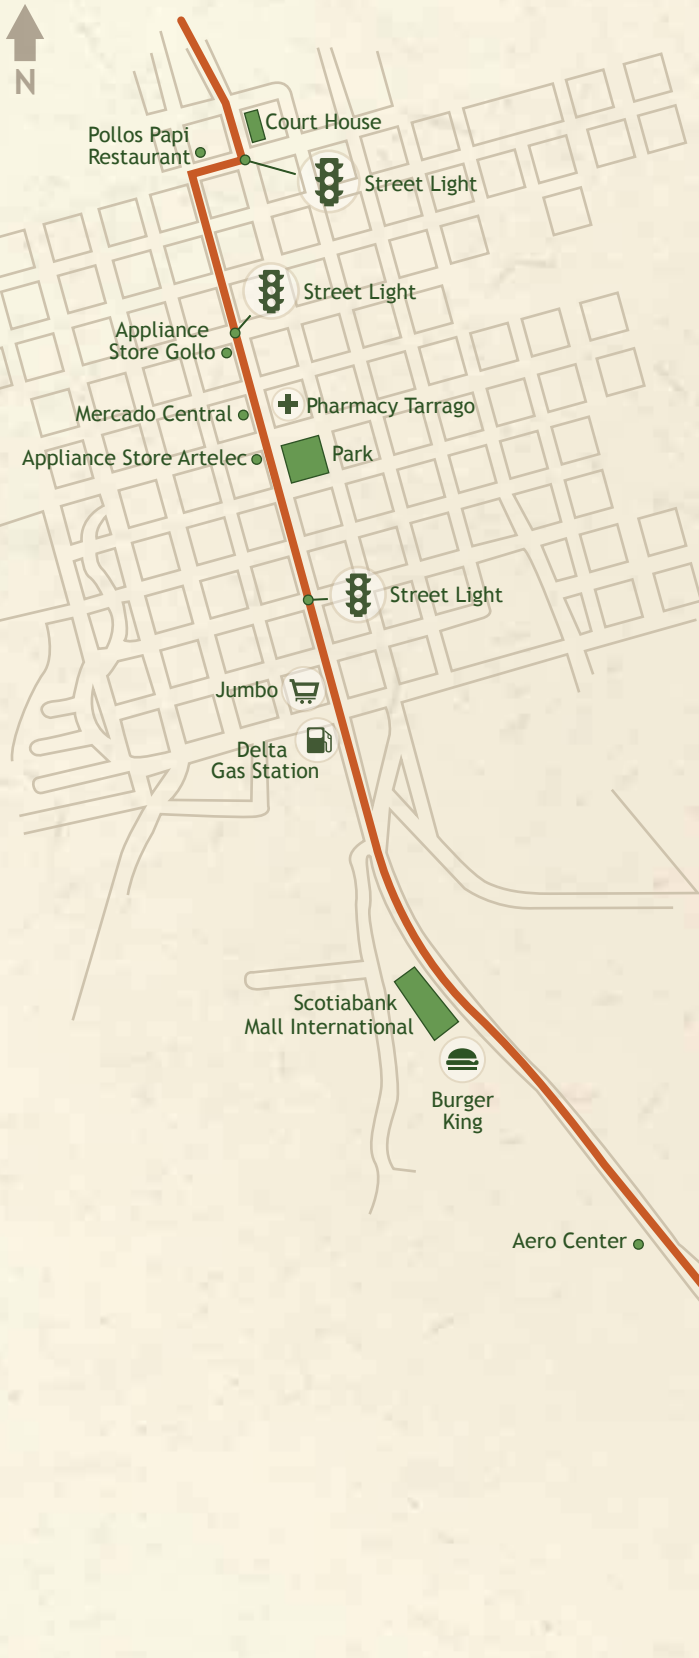 N
Court House
Pollos Papi
Restaurant
Street Light
Street Light
Appliance
Store Gollo
Pharmacy Tarrago
Mercado Central
Park
Appliance Store Artelec
Street Light
Jumbo
Delta
Gas Station
Scotiabank
Mall International
Burger
King
Aero Center